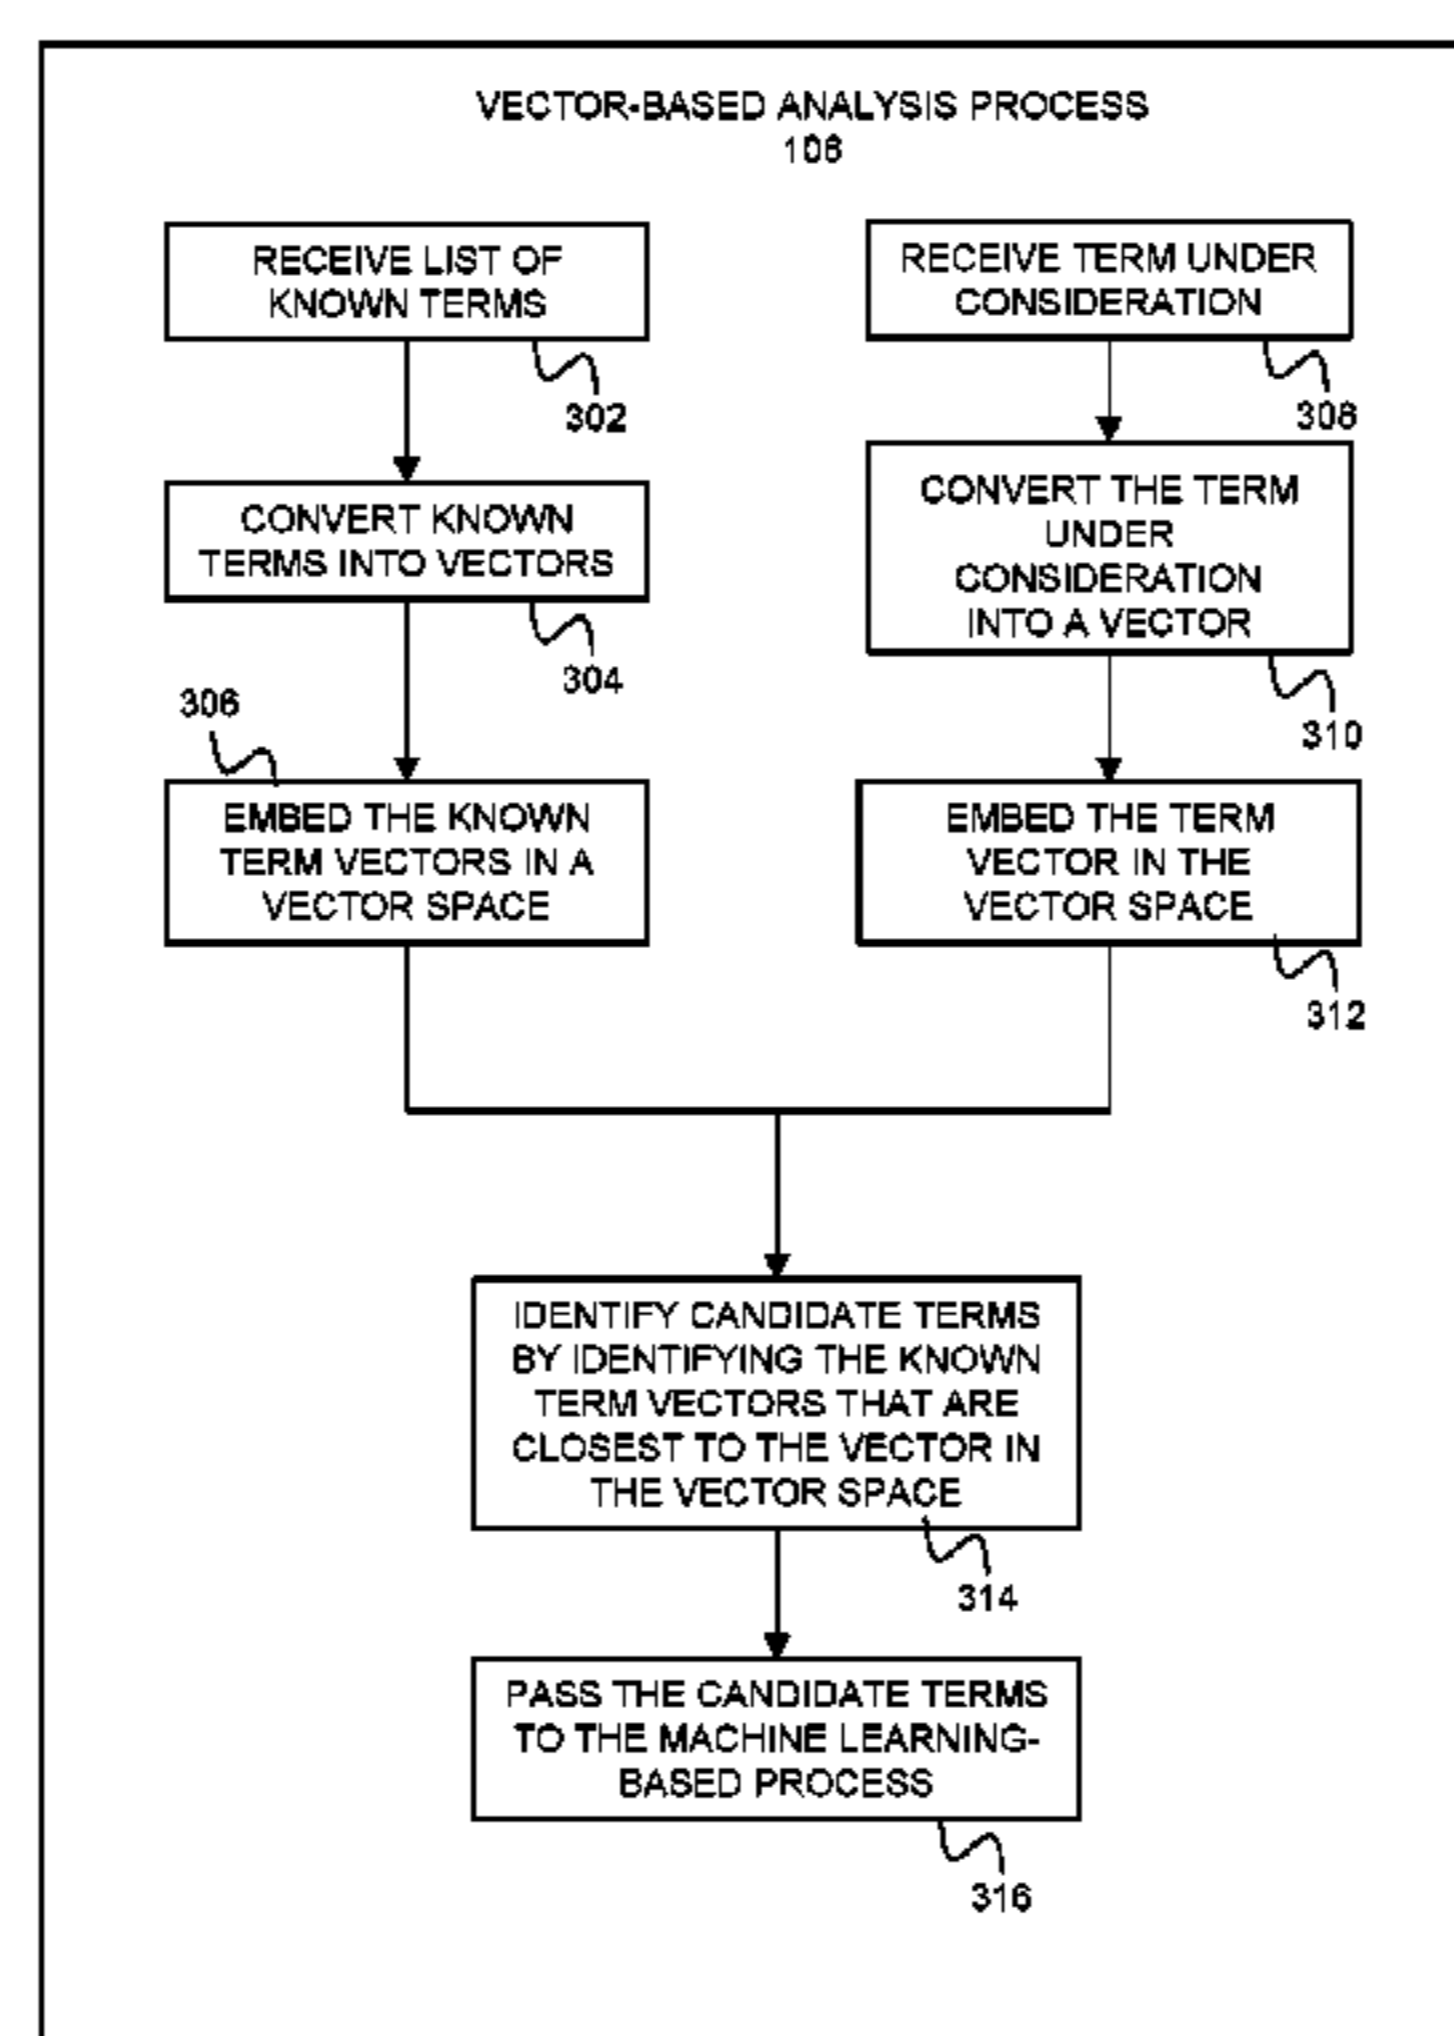 VECTOR-BASED ANALYSIS PROCESS
106
RECEIVE LIST OF
KNOWN TERMS
302
CONVERT KNOWN
TERMS INTO VECTORS
304
306
EMBED THE KNOWN
TERM VECTORS IN A
VECTOR SPACE
RECEIVE TERM UNDER
CONSIDERATION
308
CONVERT THE TERM
UNDER
CONSIDERATION
INTO A VECTOR
310
EMBED THE TERM
VECTOR IN THE
VECTOR SPACE
312
IDENTIFY CANDIDATE TERMS
BY IDENTIFYING THE KNOWN
TERM VECTORS THAT ARE
CLOSEST TO THE VECTOR IN
THE VECTOR SPACE
314
PASS THE CANDIDATE TERMS
TO THE MACHINE LEARNING-
BASED PROCESS
316